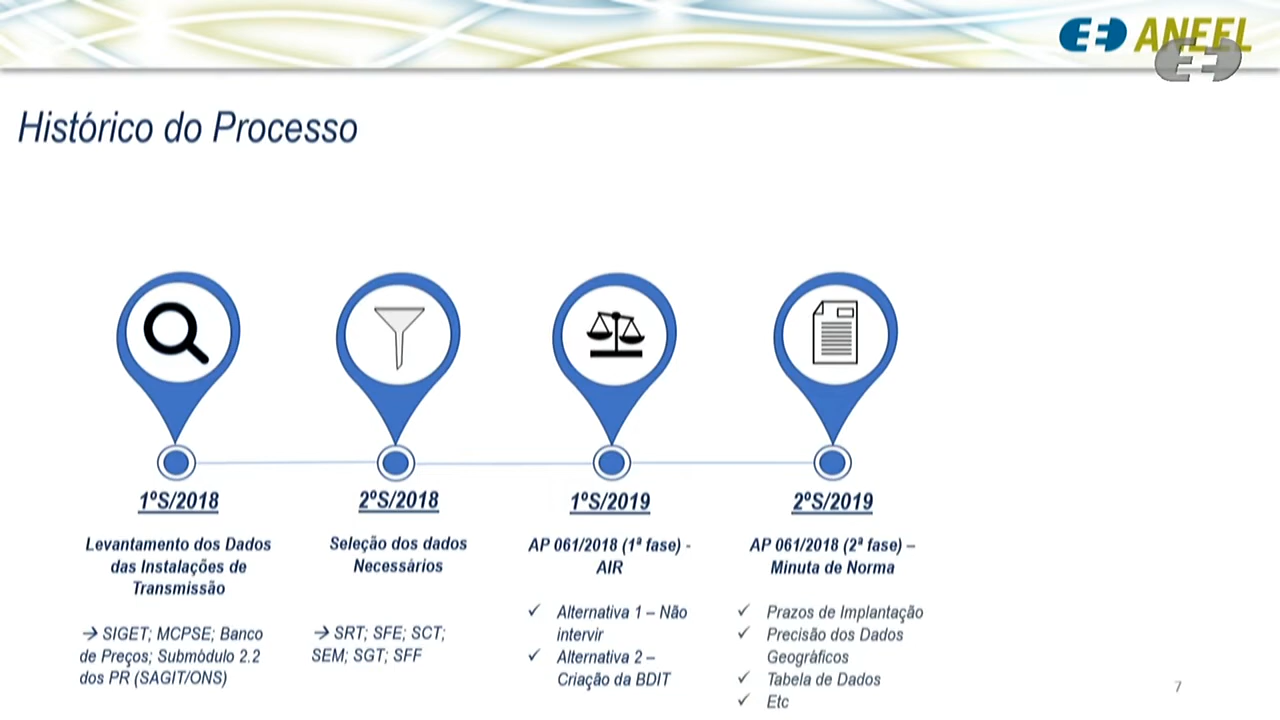 ANEEL
Histórico do Processo
1ºS/2018
Levantamento dos Dados
das Instalações de
Transmissão
→ SIGET; MCPSE; Banco
de Preços; Submódulo 2.2
dos PR (SAGIT/ONS)
2ºS/2018
Seleção dos dados
Necessários
→ SRT; SFE; SCT;
SEM; SGT; SFF
1ºS/2019
AP 061/2018 (1ª fase) -
AIR
✓ Alternativa 1 – Não
intervir
✓ Alternativa 2 –
Criação da BDIT
2ºS/2019
AP 061/2018 (2ª fase) –
Minuta de Norma
✓ Prazos de Implantação
✓ Precisão dos Dados
Geográficos
✓ Tabela de Dados
✓ Etc
7